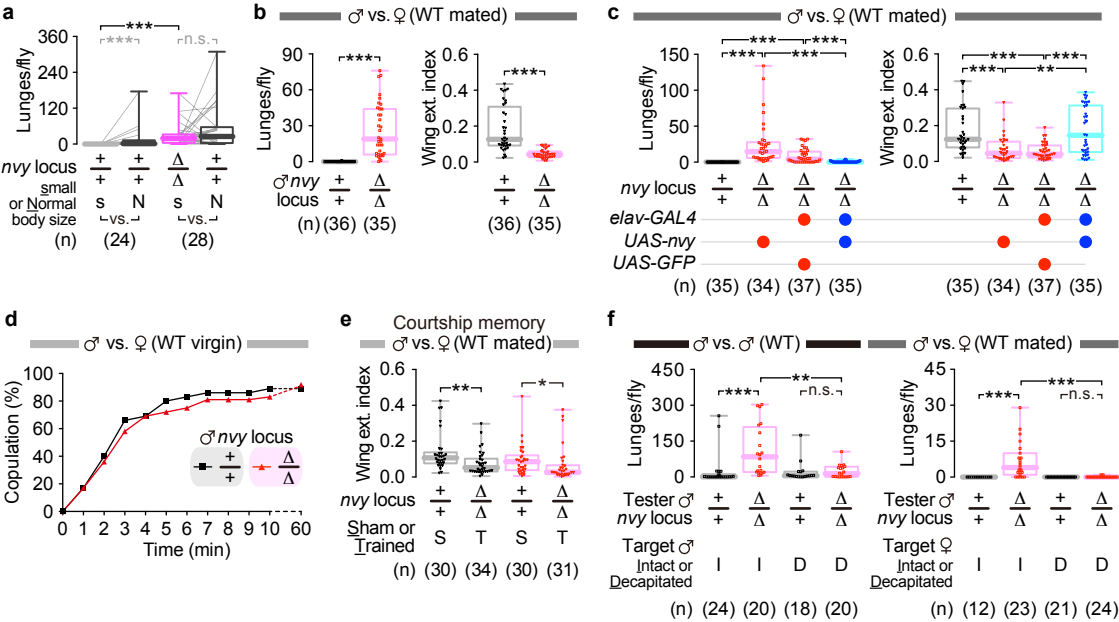 a
***
*** n.s.
Lunges/fly
360
240
120
0
nvy locus
+ + Δ +
+ + Δ +
small
or Normal
body size
s N s N
vs. vs.
(n) (24) (28)
b
♂ vs. ♀ (WT mated)
Lunges/fly
90
60
30
0
***
♂ nvy
locus
+ Δ
+ Δ
(n) (36) (35)
Wing ext. index
0.6
0.4
0.2
0.0
***
+ Δ
+ Δ
(36) (35)
c
♂ vs. ♀ (WT mated)
Lunges/fly
150
100
50
0
*** ***
*** ***
nvy locus
+ Δ Δ Δ
+ Δ Δ Δ
Wing ext. index
0.6
0.4
0.2
0.0
*** ***
*** **
+ Δ Δ Δ
+ Δ Δ Δ
elav-GAL4
UAS-nvy
UAS-GFP
(n) (35) (34) (37) (35) (35) (34) (37) (35)
d
♂ vs. ♀ (WT virgin)
Copulation (%)
100
80
60
40
20
0
♂ nvy locus
+ Δ
+ Δ
0 1 2 3 4 5 6 7 8 9 10 60
Time (min)
e
Courtship memory
♂ vs. ♀ (WT mated)
Wing ext. index
0.6
0.4
0.3
0.2
0.1
0.0
** *
nvy locus
+ Δ + Δ
+ Δ + Δ
Sham or
Trained
S T S T
(n) (30) (34) (30) (31)
f
♂ vs. ♂ (WT)
Lunges/fly
450
300
150
0
**
*** n.s.
Tester ♂
nvy locus
+ Δ + Δ
+ Δ + Δ
Target ♂
Intact or
Decapitated
I I D D
(n) (24) (20) (18) (20)
♂ vs. ♀ (WT mated)
Lunges/fly
45
30
15
0
***
*** n.s.
Tester ♂
nvy locus
+ Δ + Δ
+ Δ + Δ
Target ♀
Intact or
Decapitated
I I D D
(n) (12) (23) (21) (24)